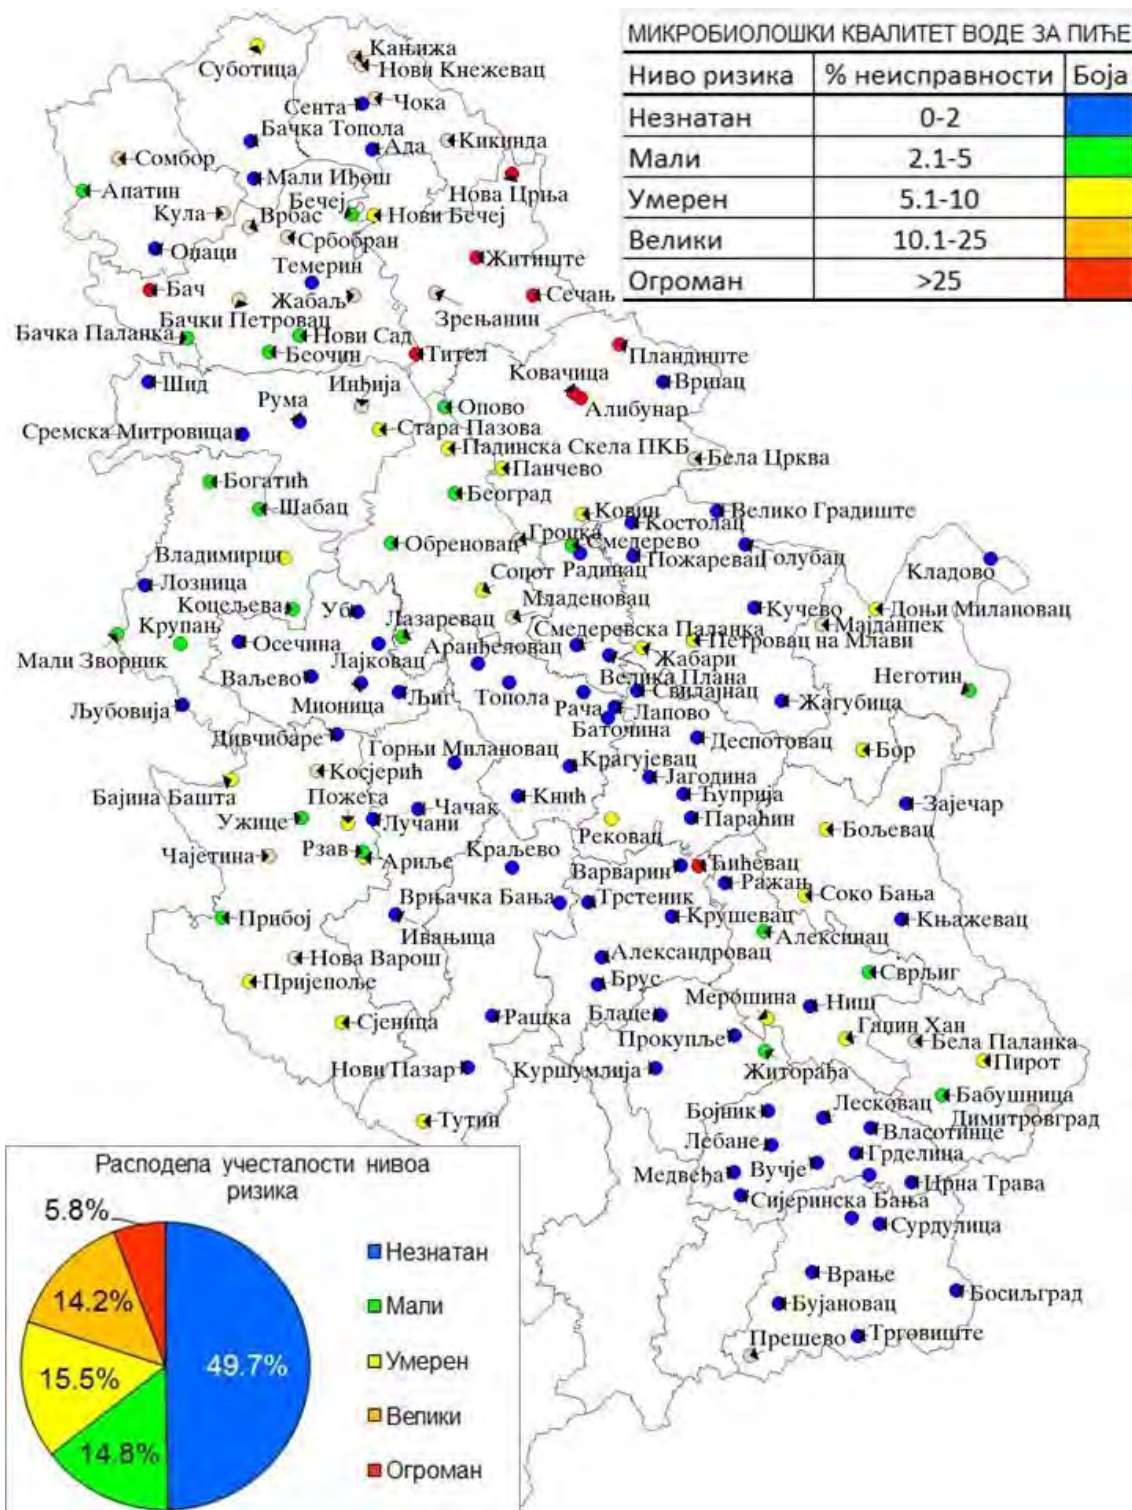 МИКРОБИОЛОШКИ КВАЛИТЕТ ВОДЕ ЗА ПИЋЕ
Ниво ризика % неисправности Боја
Незнатан 0-2
Мали 2.1-5
Умерен 5.1-10
Велики 10.1-25
Огроман >25
Суботица
Кањижа
Нови Кнежевац
Сента
Чока
Бачка Топола
Ада
Кикинда
Сомбор
Мали Иђош
Нова Црња
Апатин
Бечеј
Кула
Врбас
Нови Бечеј
Србобран
Оџаци
Темерин
Житиште
Бач
Жабаљ
Сечањ
Бачки Петровац
Зрењанин
Бачка Паланка
Нови Сад
Беочин
Тител
Пландиште
Ковачица
Шид
Инђија
Вршац
Рума
Алибунар
Опово
Сремска Митровица
Стара Пазова
Падинска Скела ПКБ
Панчево
Бела Црква
Богатић
Београд
Шабац
Ковин
Велико Градиште
Костолац
Гроцка
Обреновац
Смедерево
Владимирци
Радинац
Пожаревац
Голубац
Сопот
Кладово
Лозница
Младеновац
Коцељева
Уб
Кучево
Доњи Милановац
Лазаревац
Мајданпек
Крупањ
Смедеревска Паланка
Осечина
Аранђеловац
Петровац на Млави
Мали Зворник
Лајковац
Жабари
Ваљево
Велика Плана
Неготин
Мионица
Љиг
Топола
Свилајнац
Љубовија
Рача
Лапово
Жагубица
Баточина
Дивчибаре
Деспотовац
Горњи Милановац
Бор
Косјерић
Крагујевац
Јагодина
Бајина Башта
Пожега
Кнић
Ћуприја
Чачак
Зајечар
Ужице
Лучани
Параћин
Рековац
Бољевац
Рзав
Чајетина
Ариље
Краљево
Варварин
Ћићевац
Ражањ
Врњачка Бања
Трстеник
Соко Бања
Прибој
Ивањица
Крушевац
Књажевац
Алексинац
Нова Варош
Александровац
Сврљиг
Пријепоље
Брус
Мерошина
Ниш
Сјеница
Рашка
Блаце
Гаџин Хан
Прокупље
Бела Паланка
Нови Пазар
Куршумлија
Житорађа
Пирот
Бабушница
Тутин
Бојник
Лесковац
Димитровград
Власотинце
Лебане
Грделица
Медвеђа
Вучје
Црна Трава
Сијеринска Бања
Сурдулица
Врање
Босиљград
Бујановац
Прешево
Трговиште
Расподела учесталости нивоа
ризика
5.8%
14.2%
15.5%
14.8%
49.7%
Незнатан
Мали
Умерен
Велики
Огроман